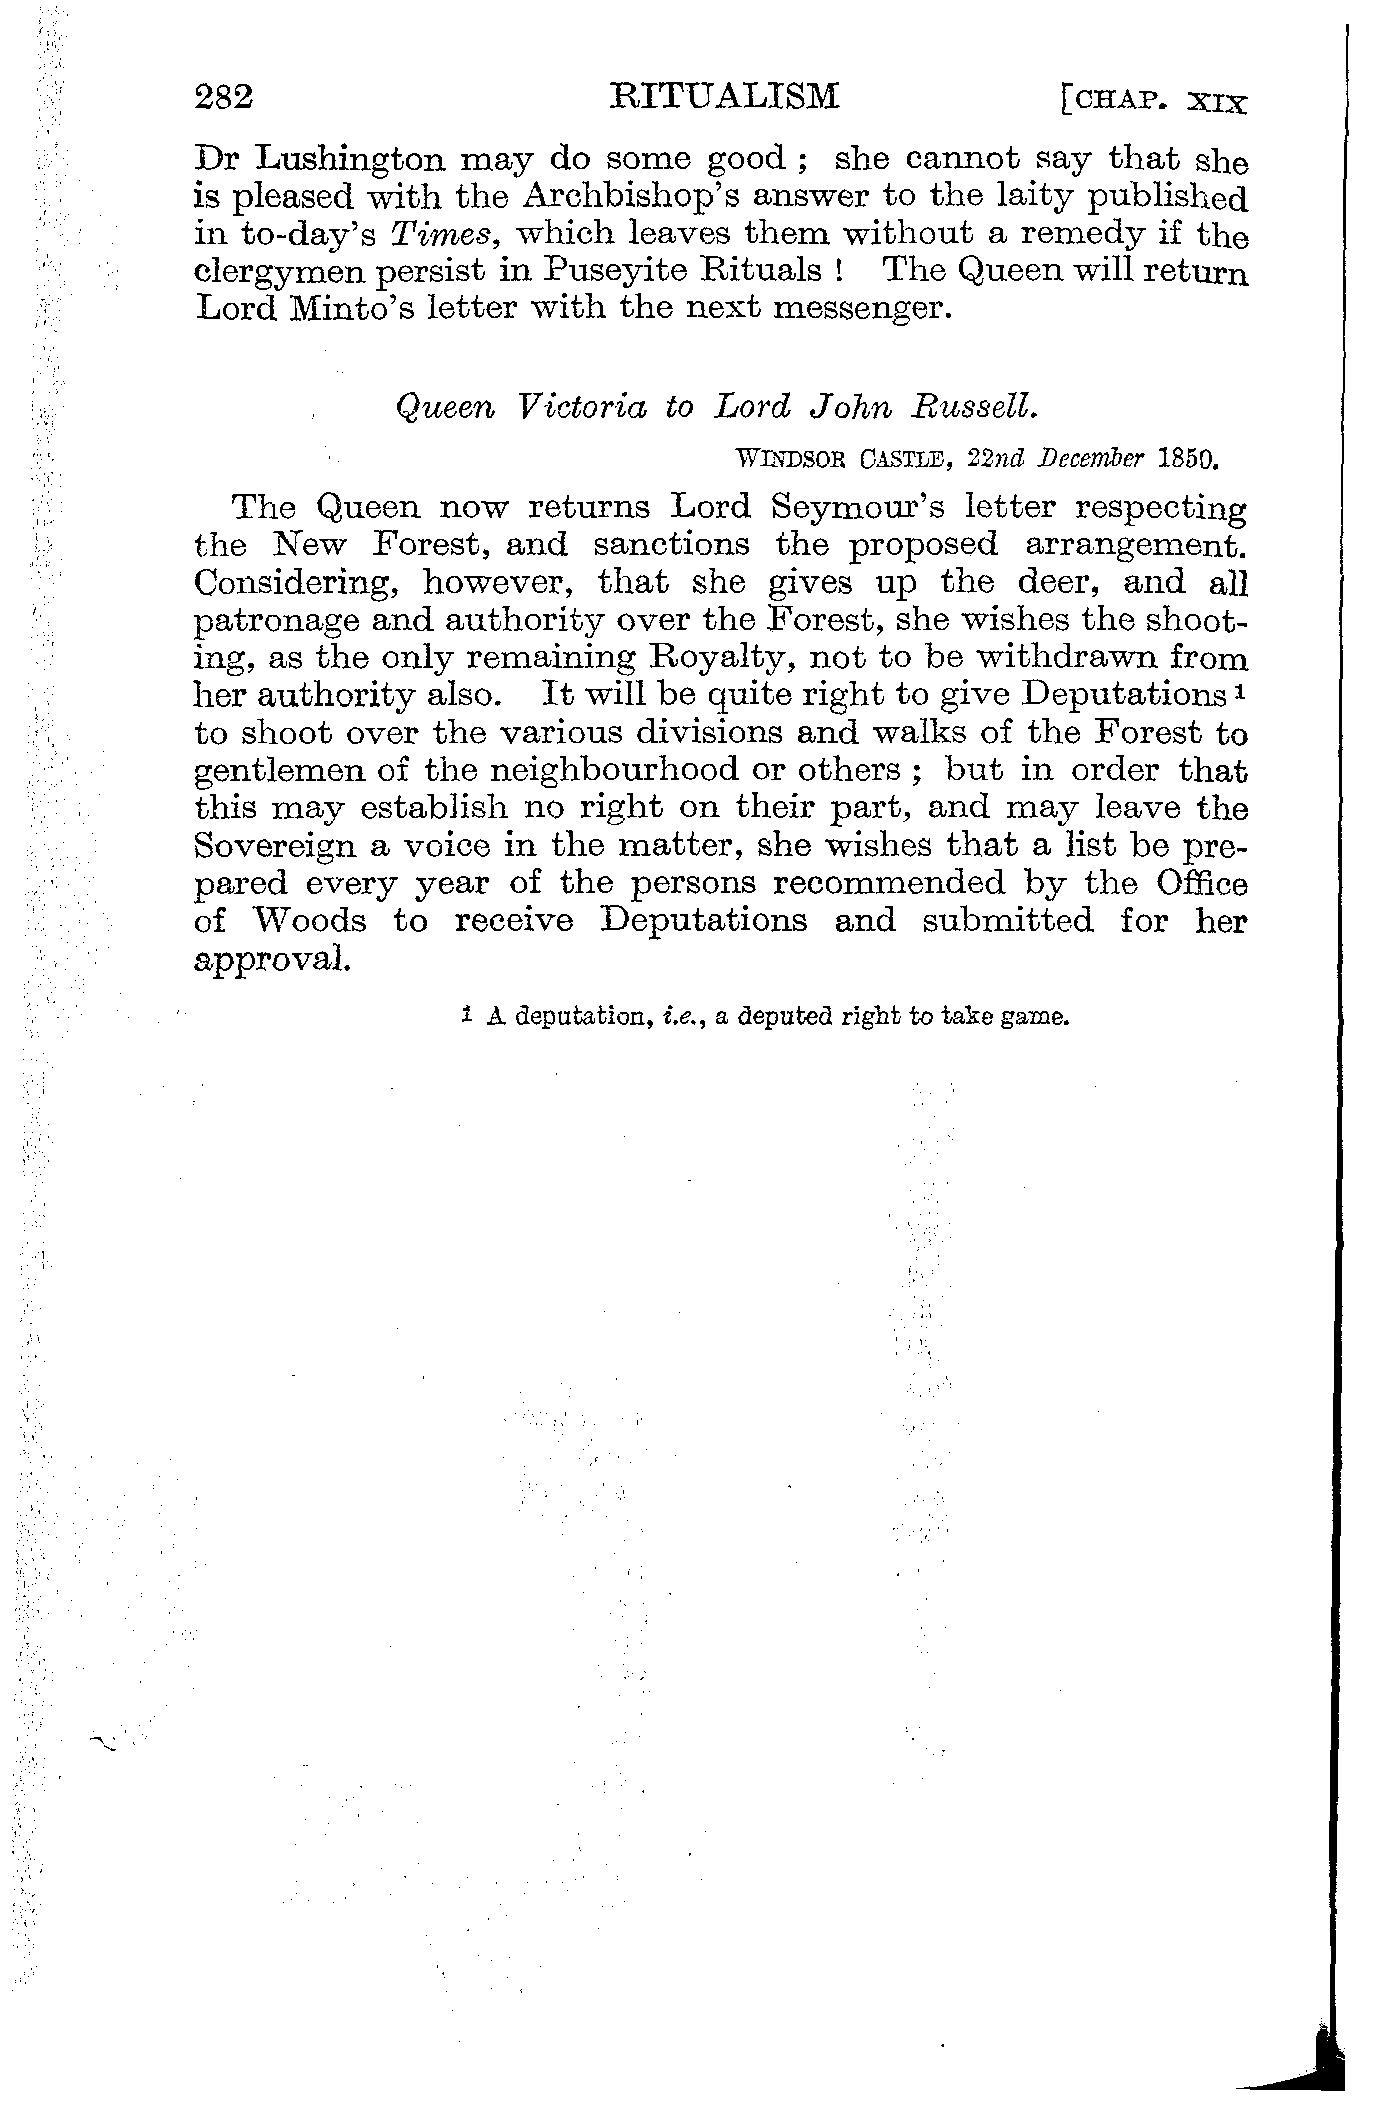 282 RITUALISM [CHAP. XIX
Dr Lushington may do some good ; she cannot say that she
is pleased with the Archbishop's answer to the laity published
in to-day's Times, which leaves them without a remedy if the
clergymen persist in Puseyite Rituals ! The Queen will return
Lord Minto's letter with the next messenger.
Queen Victoria to Lord John Russell.
WINDSOR CASTLE, 22nd December 1850.
The Queen now returns Lord Seymour's letter respecting
the New Forest, and sanctions the proposed arrangement.
Considering, however, that she gives up the deer, and all
patronage and authority over the Forest, she wishes the shoot-
ing, as the only remaining Royalty, not to be withdrawn from
her authority also. It will be quite right to give Deputations 1
to shoot over the various divisions and walks of the Forest to
gentlemen of the neighbourhood or others ; but in order that
this may establish no right on their part, and may leave the
Sovereign a voice in the matter, she wishes that a list be pre-
pared every year of the persons recommended by the Office
of Woods to receive Deputations and submitted for her
approval.
1 A deputation, i.e., a deputed right to take game.